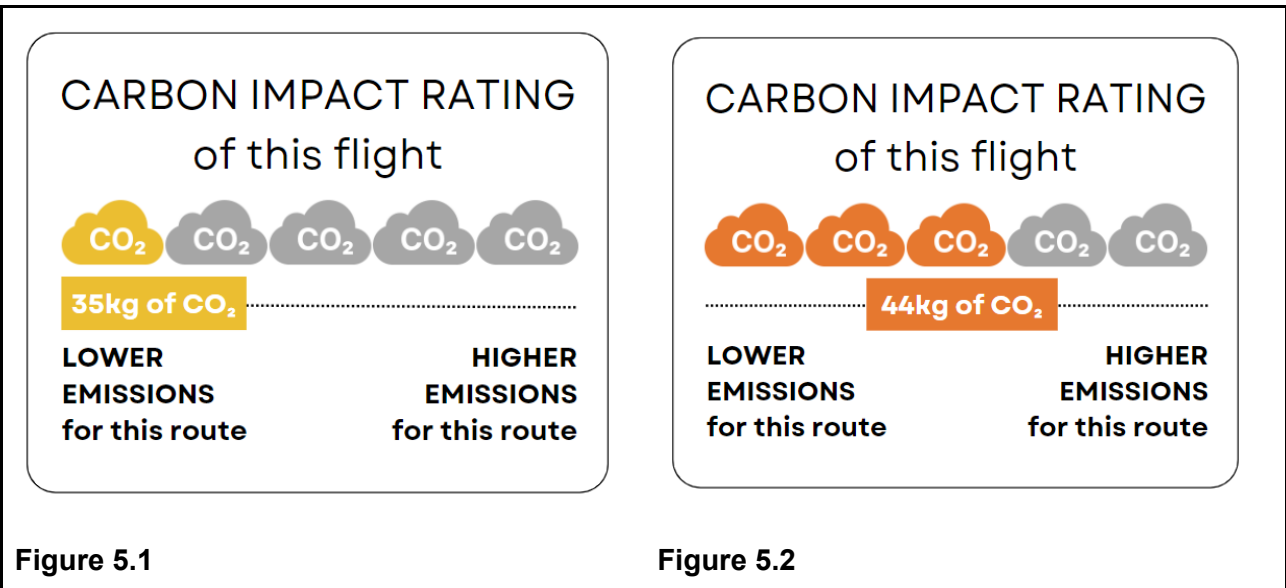 CARBON IMPACT RATING
of this flight
CO₂ CO₂ CO₂ CO₂ CO₂
35kg of CO₂
LOWER
EMISSIONS
for this route
HIGHER
EMISSIONS
for this route
Figure 5.1
CARBON IMPACT RATING
of this flight
CO₂ CO₂ CO₂ CO₂ CO₂
44kg of CO₂
LOWER
EMISSIONS
for this route
HIGHER
EMISSIONS
for this route
Figure 5.2